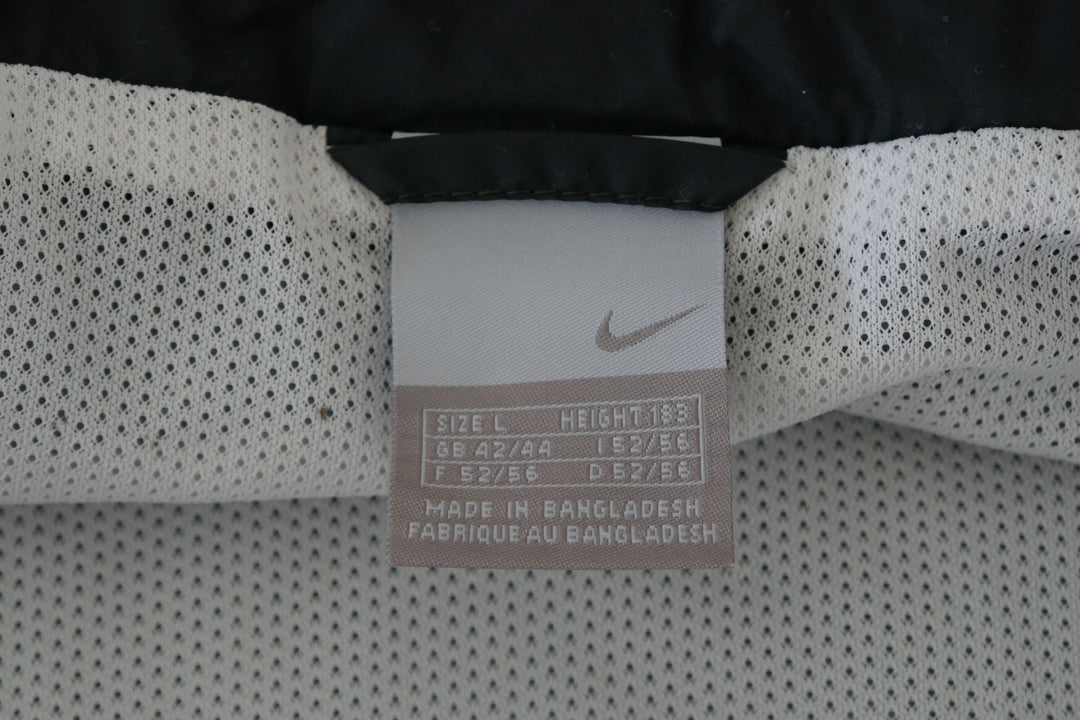 SIZE L HEIGHT 183
GB 42/44 I 52/56
F 52/56 D 52/56
MADE IN BANGLADESH
FABRIQUE AU BANGLADESH